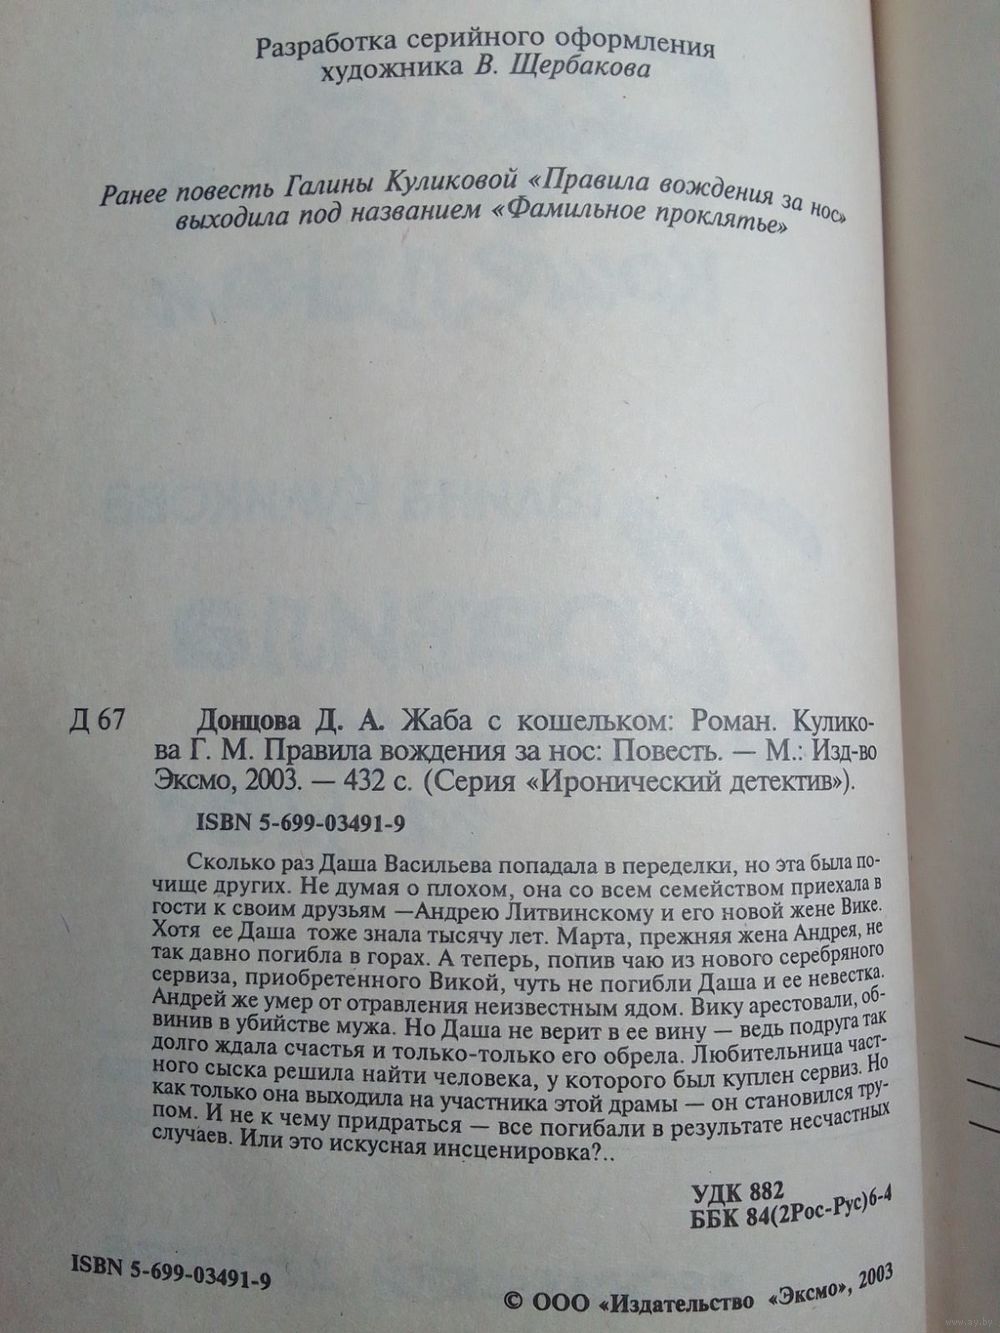 Разработка серийного оформления
художника В. Щербакова
Ранее повесть Галины Куликовой «Правила вождения за нос»
выходила под названием «Фамильное проклятье»
Д 67 Донцова Д. А. Жаба с кошельком: Роман. Кулико-
ва Г. М. Правила вождения за нос: Повесть. — М.: Изд-во
Эксмо, 2003. — 432 с. (Серия «Иронический детектив»).
ISBN 5-699-03491-9
Сколько раз Даша Васильева попадала в переделки, но эта была по-
чище других. Не думая о плохом, она со всем семейством приехала в
гости к своим друзьям —Андрею Литвинскому и его новой жене Вике.
Хотя ее Даша тоже знала тысячу лет. Марта, прежняя жена Андрея, не
так давно погибла в горах. А теперь, попив чаю из нового серебряного
сервиза, приобретенного Викой, чуть не погибли Даша и ее невестка.
Андрей же умер от отравления неизвестным ядом. Вику арестовали, об-
винив в убийстве мужа. Но Даша не верит в ее вину — ведь подруга так
долго ждала счастья и только-только его обрела. Любительница част-
ного сыска решила найти человека, у которого был куплен сервиз. Но
как только она выходила на участника этой драмы — он становился тру-
пом. И не к чему придраться — все погибали в результате несчастных
случаев. Или это искусная инсценировка?..
УДК 882
ББК 84(2Рос-Рус)6-4
ISBN 5-699-03491-9
© ООО «Издательство «Эксмо», 2003
www.ay.by